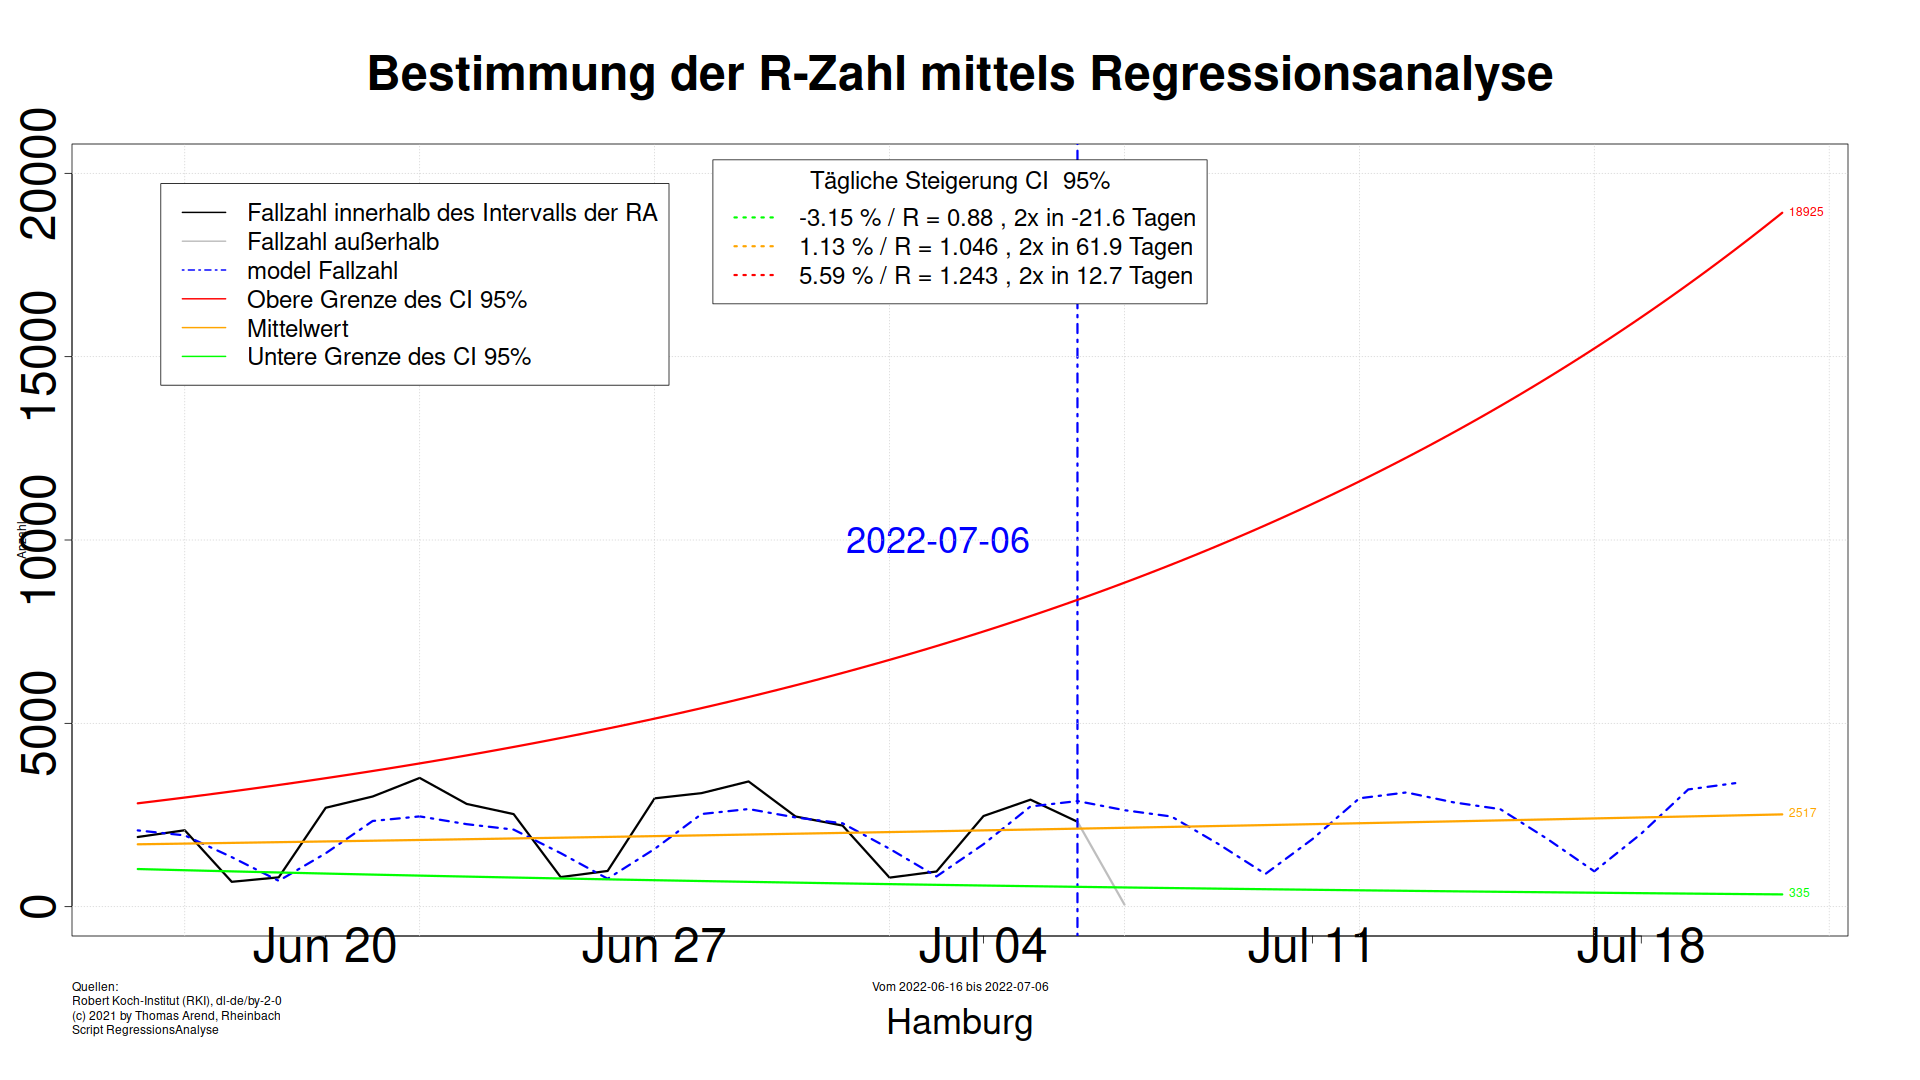 Bestimmung der R-Zahl mittels Regressionsanalyse
Anzahl
20000
15000
10000
5000
0
Fallzahl innerhalb des Intervalls der RA
Fallzahl außerhalb
model Fallzahl
Obere Grenze des CI 95%
Mittelwert
Untere Grenze des CI 95%
Tägliche Steigerung CI  95%
-3.15 % / R = 0.88 , 2x in -21.6 Tagen
1.13 % / R = 1.046 , 2x in 61.9 Tagen
5.59 % / R = 1.243 , 2x in 12.7 Tagen
18925
2022-07-06
2517
335
Jun 20 Jun 27 Jul 04 Jul 11 Jul 18
Quellen:
Robert Koch-Institut (RKI), dl-de/by-2-0
(c) 2021 by Thomas Arend, Rheinbach
Script RegressionsAnalyse
Vom 2022-06-16 bis 2022-07-06
Hamburg